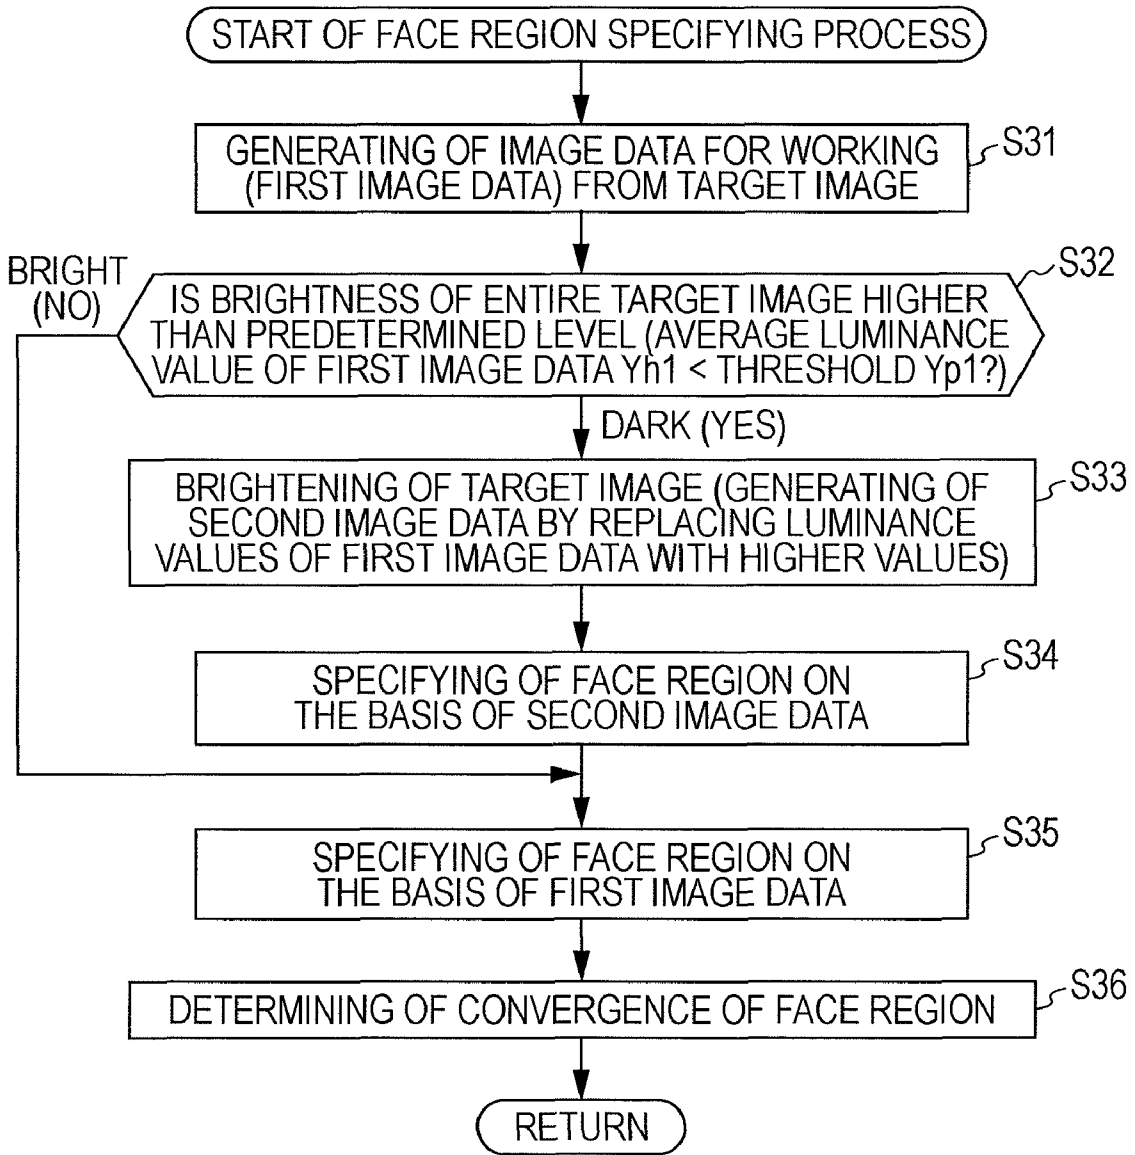 START OF FACE REGION SPECIFYING PROCESS
GENERATING OF IMAGE DATA FOR WORKING
(FIRST IMAGE DATA) FROM TARGET IMAGE
S31
BRIGHT
(NO)
IS BRIGHTNESS OF ENTIRE TARGET IMAGE HIGHER
THAN PREDETERMINED LEVEL (AVERAGE LUMINANCE
VALUE OF FIRST IMAGE DATA Yh1 < THRESHOLD Yp1?)
S32
DARK (YES)
BRIGHTENING OF TARGET IMAGE (GENERATING OF
SECOND IMAGE DATA BY REPLACING LUMINANCE
VALUES OF FIRST IMAGE DATA WITH HIGHER VALUES)
S33
SPECIFYING OF FACE REGION ON
THE BASIS OF SECOND IMAGE DATA
S34
SPECIFYING OF FACE REGION ON
THE BASIS OF FIRST IMAGE DATA
S35
DETERMINING OF CONVERGENCE OF FACE REGION
S36
RETURN